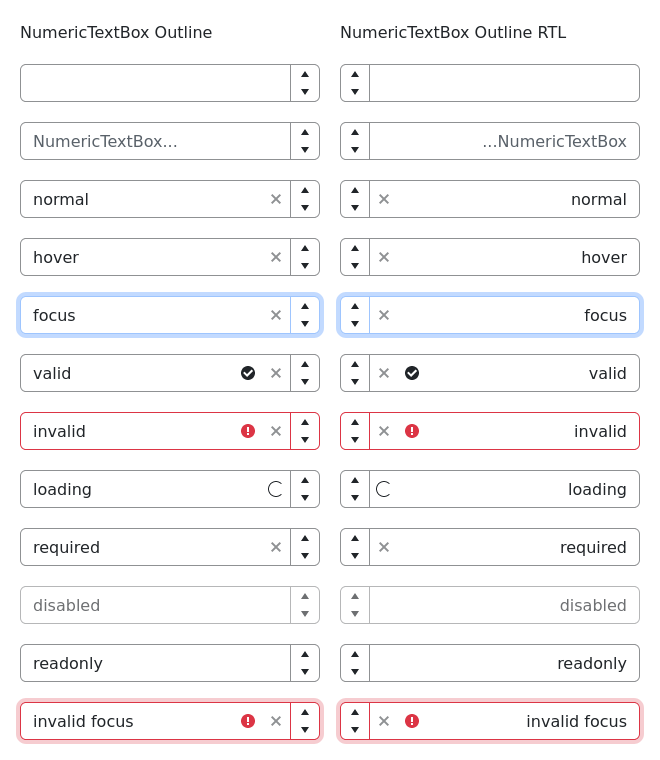 NumericTextBox Outline
NumericTextBox Outline RTL
NumericTextBox...
...NumericTextBox
normal
normal
hover
hover
focus
focus
valid
valid
invalid
invalid
loading
loading
required
required
disabled
disabled
readonly
readonly
invalid focus
invalid focus